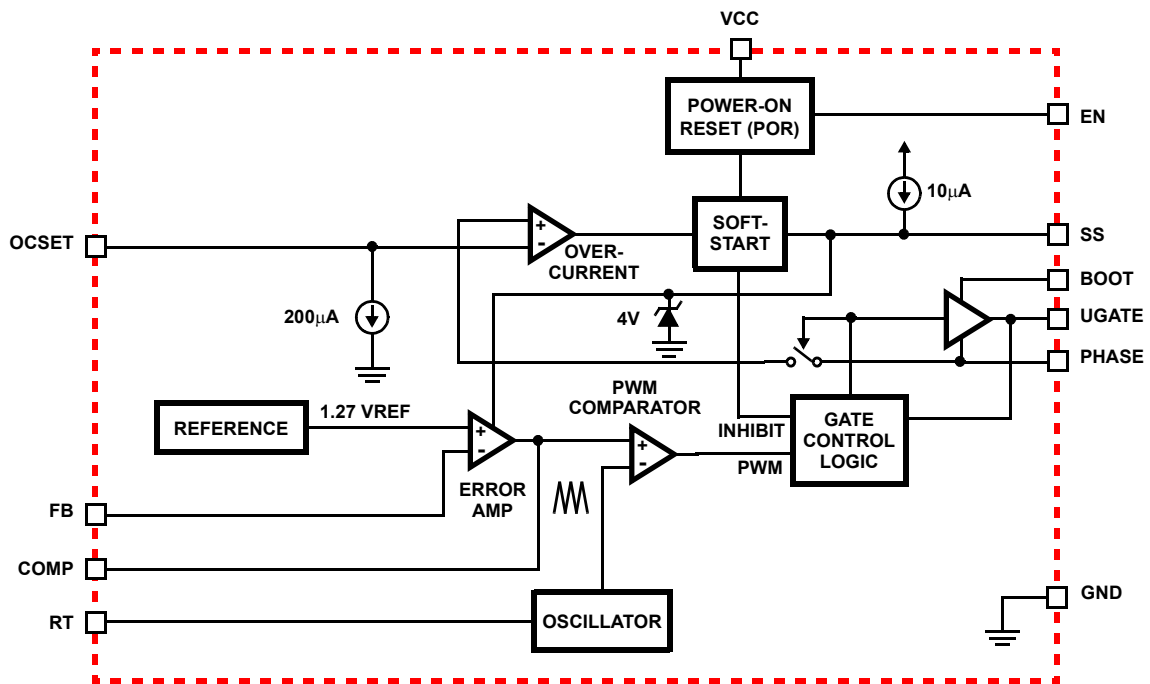 VCC
POWER-ON
RESET (POR)
EN
10μA
SOFT-
START
SS
OCSET
+
-
OVER-
CURRENT
BOOT
200μA
4V
UGATE
PHASE
PWM
COMPARATOR
REFERENCE
1.27 VREF
+
-
+
-
INHIBIT
PWM
GATE
CONTROL
LOGIC
ERROR
AMP
FB
COMP
GND
RT
OSCILLATOR